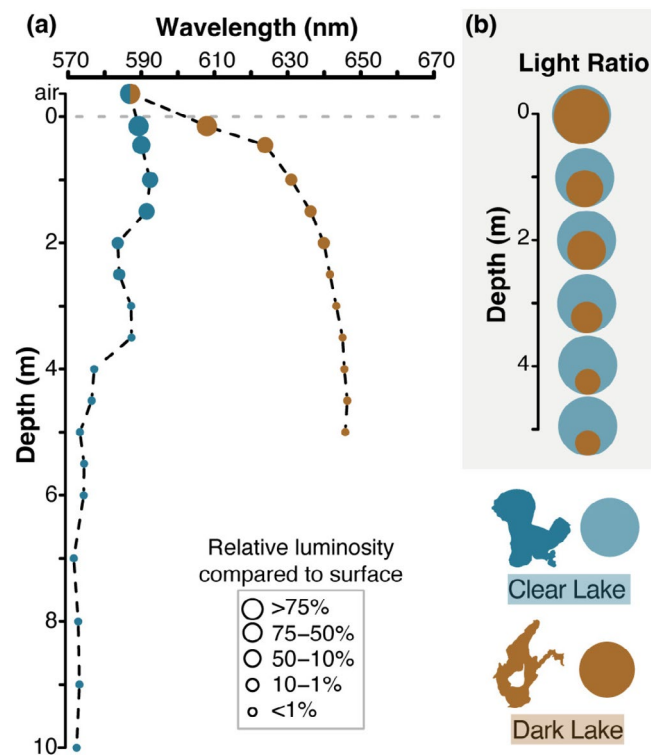 (a)
Wavelength (nm)
570 590 610 630 650 670
air
0
2
4
6
8
10
Depth (m)
Relative luminosity
compared to surface
>75%
75–50%
50–10%
10–1%
<1%
(b)
Light Ratio
0
2
4
Depth (m)
Clear Lake
Dark Lake